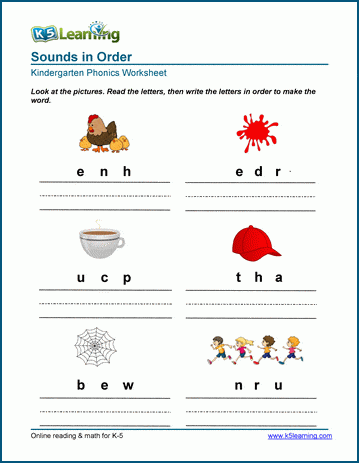 K5 Learning
Sounds in Order
Kindergarten Phonics Worksheet
Look at the pictures. Read the letters, then write the letters in order to make the
word.
e n h
e d r
u c p
t h a
b e w
n r u
Online reading & math for K-5
www.k5learning.com